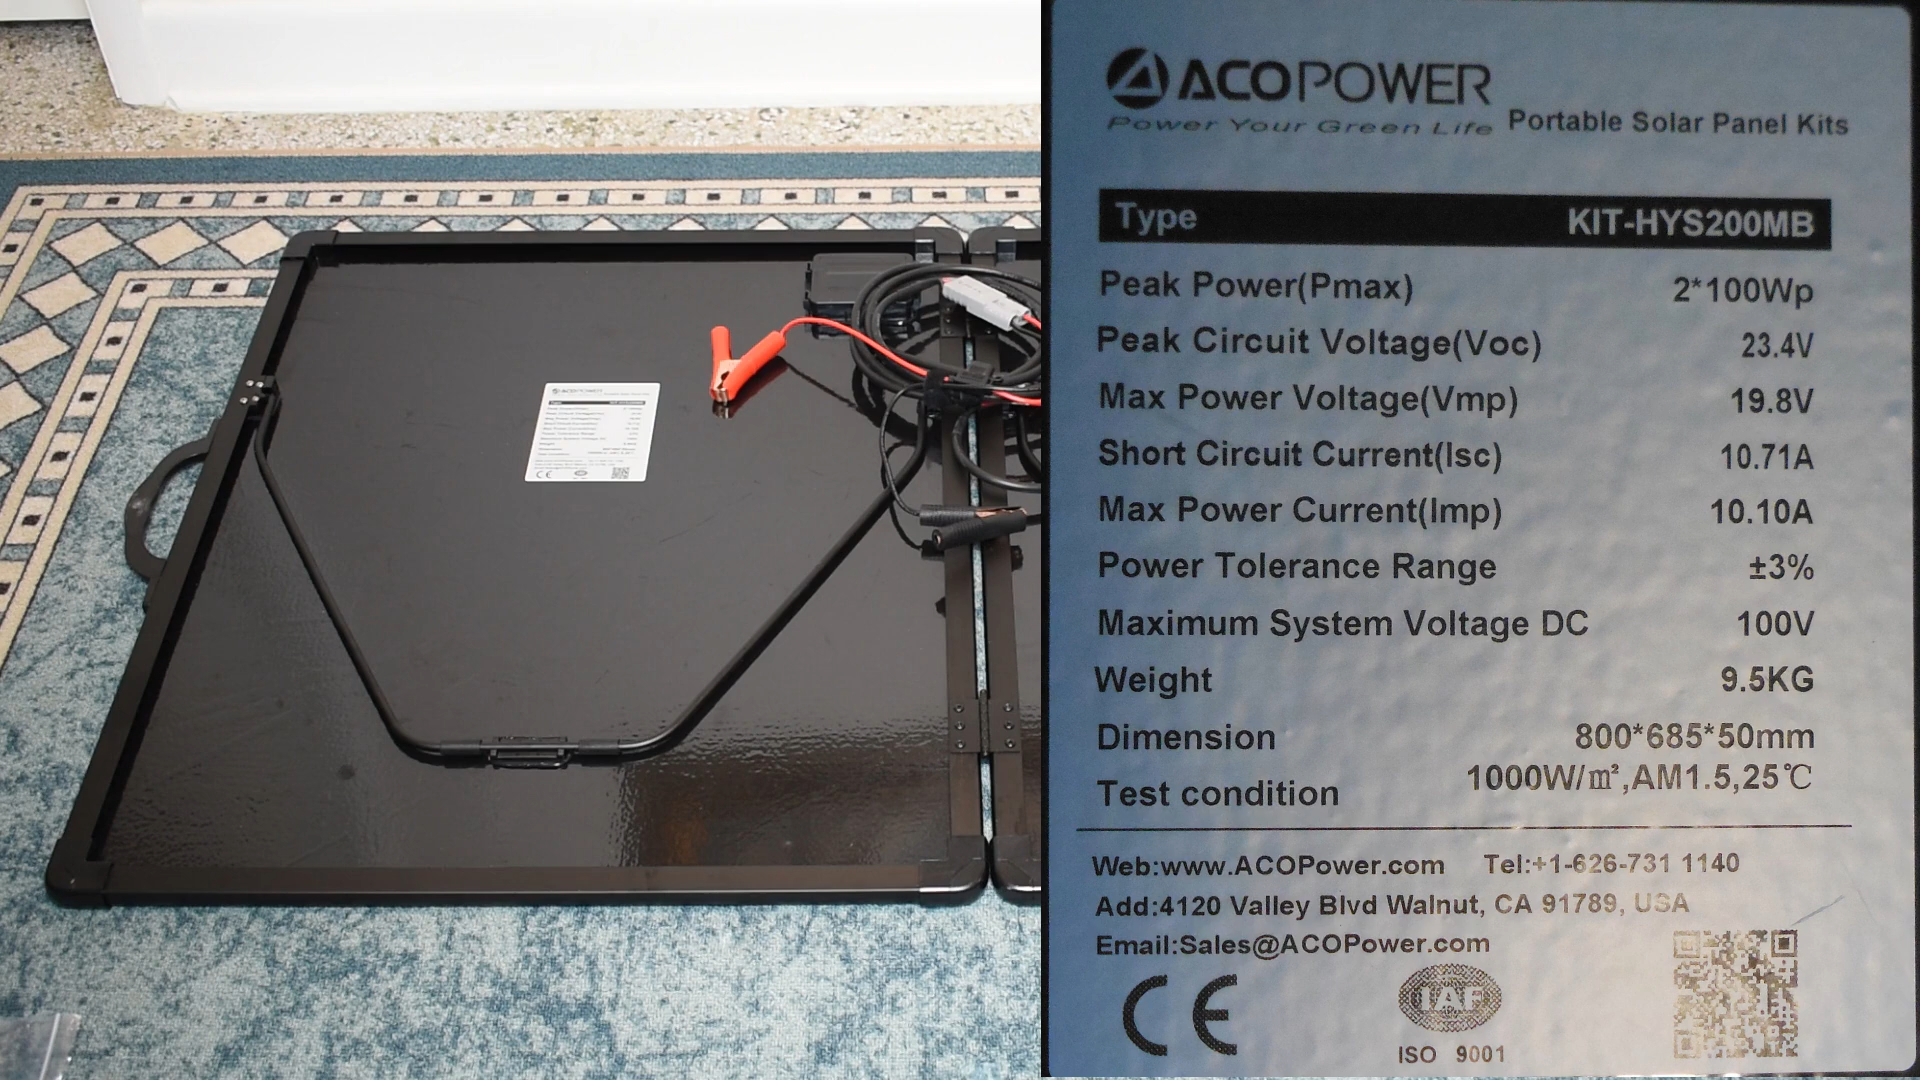 ACOPOWER
Power Your Green Life Portable Solar Panel Kits
Type KIT-HYS200MB
Peak Power(Pmax) 2*100Wp
Peak Circuit Voltage(Voc) 23.4V
Max Power Voltage(Vmp) 19.8V
Short Circuit Current(Isc) 10.71A
Max Power Current(Imp) 10.10A
Power Tolerance Range ±3%
Maximum System Voltage DC 100V
Weight 9.5KG
Dimension 800*685*50mm
Test condition 1000W/m²,AM1.5,25℃
Web:www.ACOPower.com Tel:+1-626-731 1140
Add:4120 Valley Blvd Walnut, CA 91789, USA
Email:Sales@ACOPower.com
CE
IAF
ISO 9001